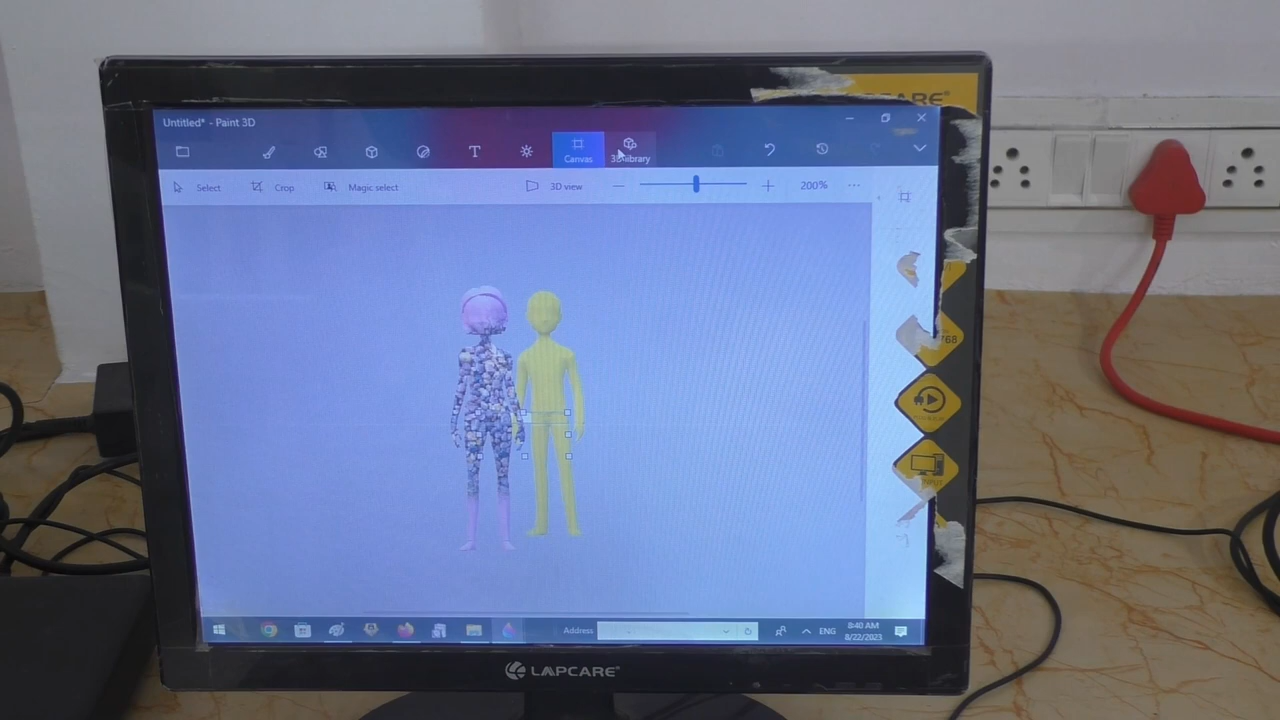 Untitled* - Paint 3D
Canvas
3D library
Select
Crop
Magic select
3D view
200%
Address
ENG
8:40 AM
8/22/2023
LAPCARE